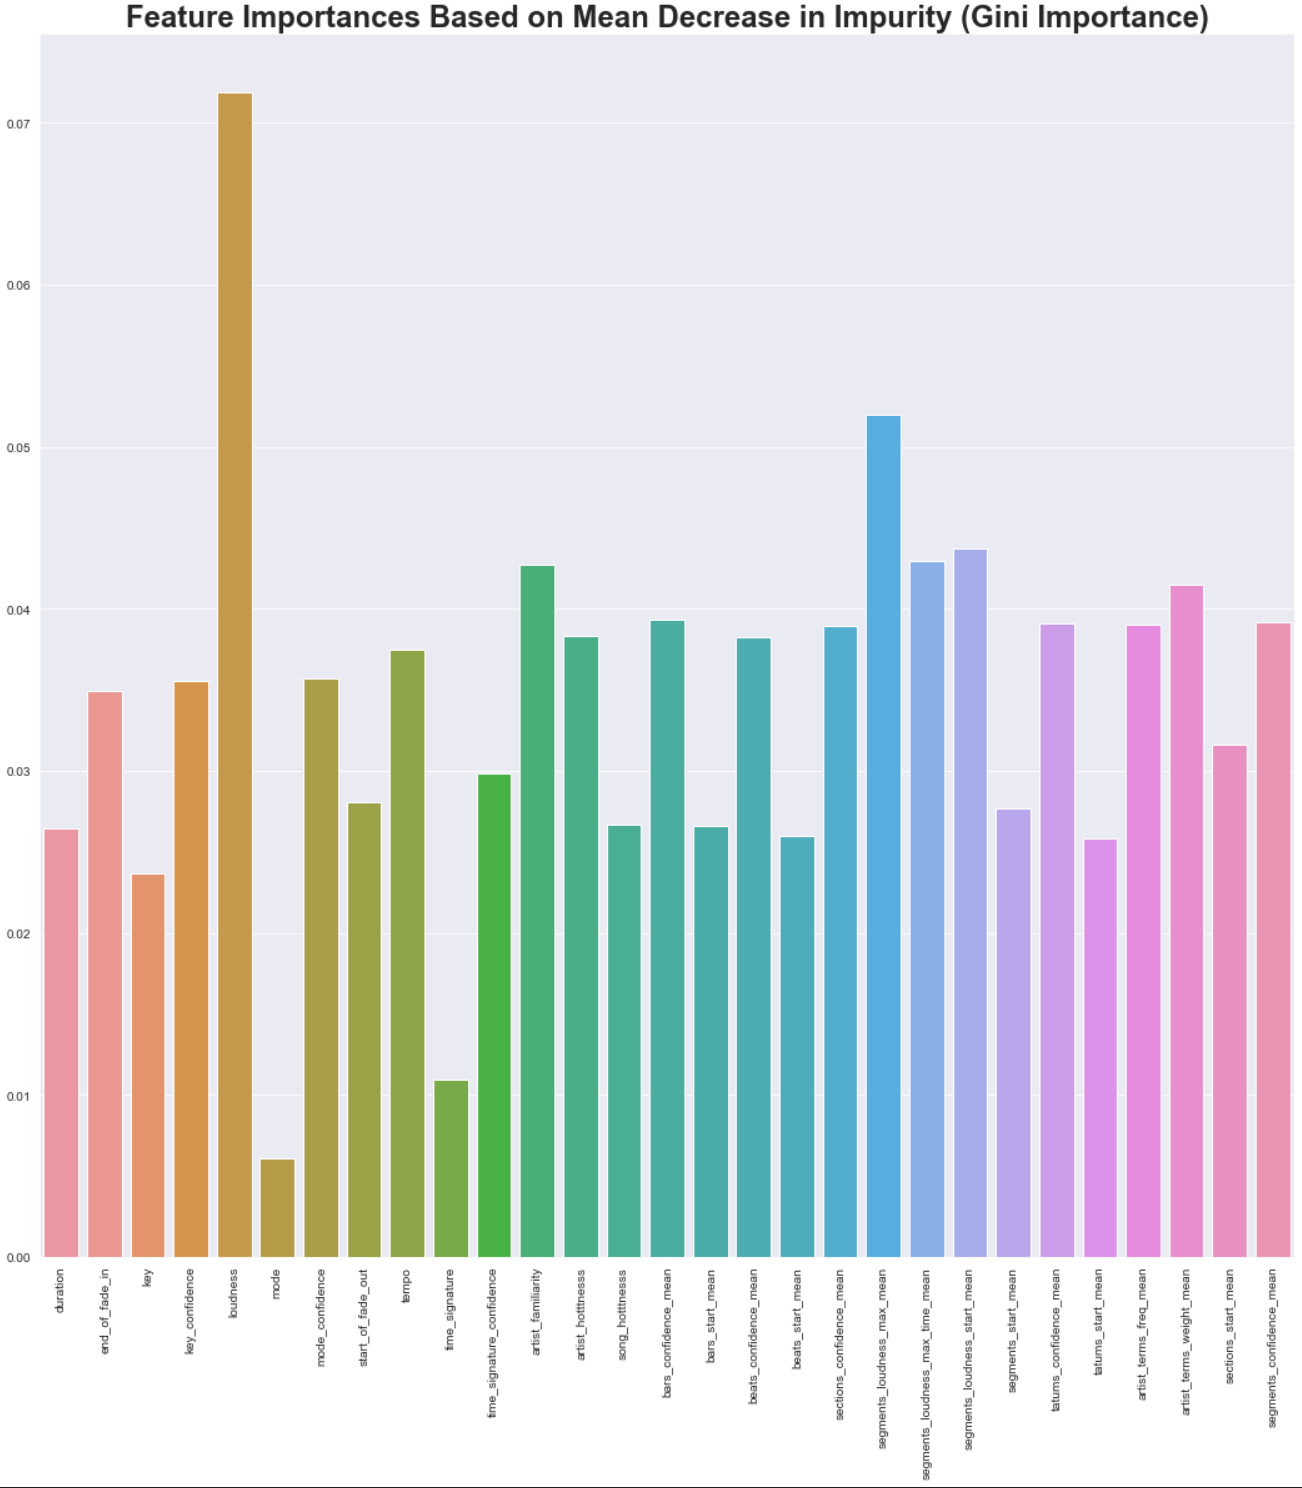 Feature Importances Based on Mean Decrease in Impurity (Gini Importance)
0.07
0.06
0.05
0.04
0.03
0.02
0.01
0.00
duration
end_of_fade_in
key
key_confidence
loudness
mode
mode_confidence
start_of_fade_out
tempo
time_signature
time_signature_confidence
artist_familiarity
artist_hotttnesss
song_hotttnesss
bars_confidence_mean
bars_start_mean
beats_confidence_mean
beats_start_mean
sections_confidence_mean
segments_loudness_max_mean
segments_loudness_max_time_mean
segments_loudness_start_mean
segments_start_mean
tatums_confidence_mean
tatums_start_mean
artist_terms_freq_mean
artist_terms_weight_mean
sections_start_mean
segments_confidence_mean